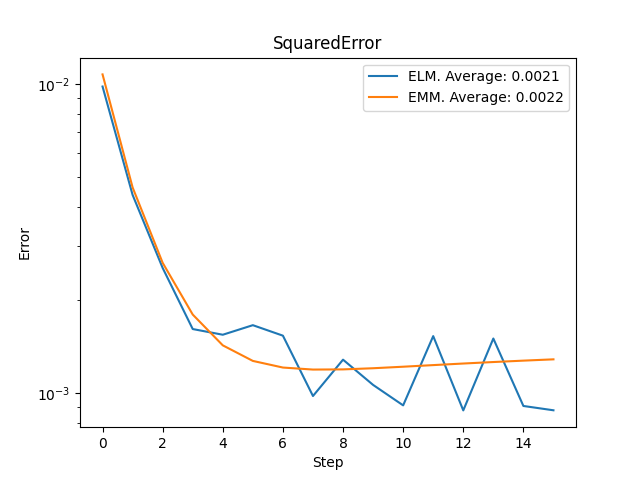 SquaredError
ELM. Average: 0.0021
EMM. Average: 0.0022
10⁻²
10⁻³
Error
0 2 4 6 8 10 12 14
Step